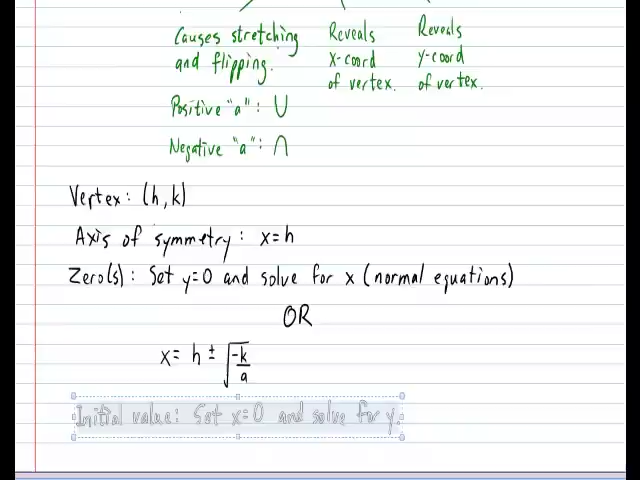 Causes stretching Reveals Reveals
and flipping. x-coord y-coord
of vertex. of vertex.
Positive "a": U
Negative "a": ∩
Vertex: (h,k)
Axis of symmetry: x=h
Zero(s): Set y=0 and solve for x (normal equations)
OR
x= h ± √-k/a
Initial value: Set x=0 and solve for y.